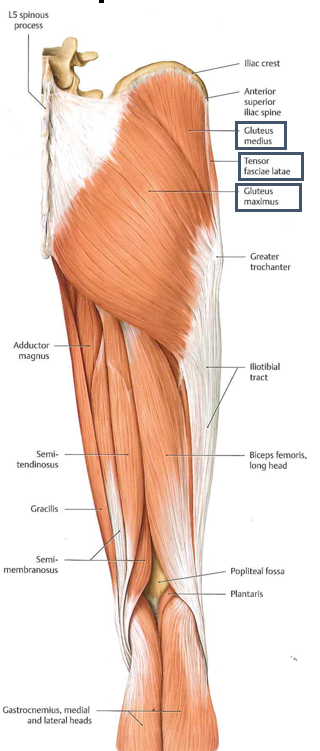 L5 spinous
process
Iliac crest
Anterior
superior
iliac spine
Gluteus
medius
Tensor
fasciae latae
Gluteus
maximus
Greater
trochanter
Adductor
magnus
Illiotibial
tract
Semi-
tendinosus
Biceps femoris,
long head
Gracilis
Semi-
membranosus
Popliteal fossa
Plantaris
Gastrocnemius, medial
and lateral heads